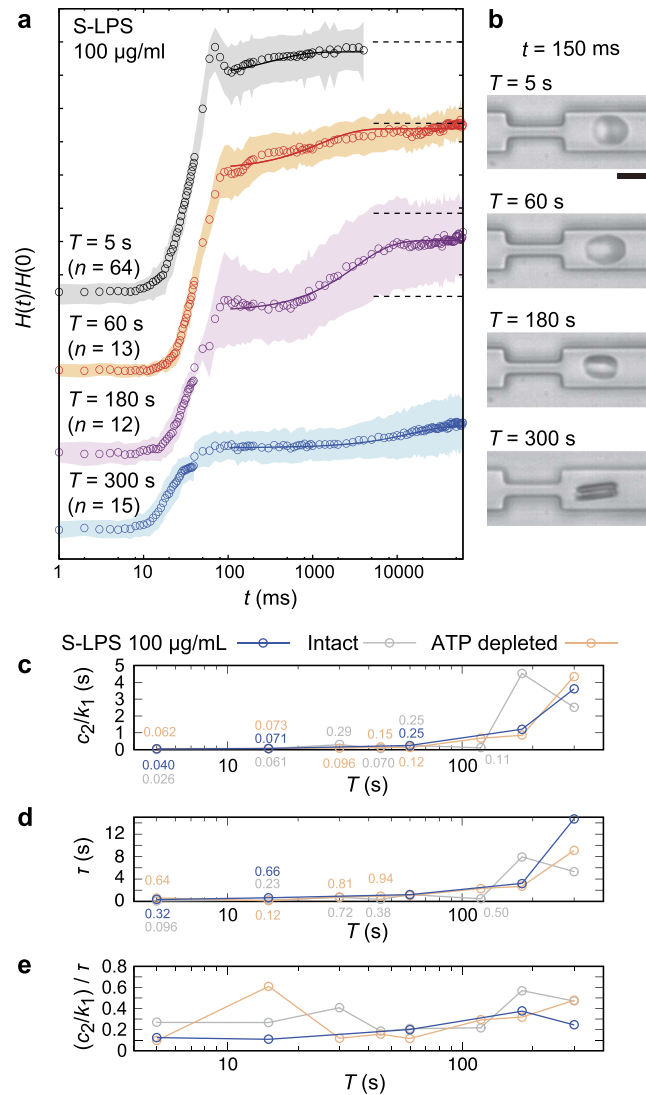 a
S-LPS
100 µg/ml
T = 5 s
(n = 64)
T = 60 s
(n = 13)
T = 180 s
(n = 12)
T = 300 s
(n = 15)
H(t)/H(0)
1
10
100
1000
10000
t (ms)
b
t = 150 ms
T = 5 s
T = 60 s
T = 180 s
T = 300 s
S-LPS 100 µg/mL
Intact
ATP depleted
c
c2/k1 (s)
5
4
3
2
1
0
0.062
0.040
0.026
0.073
0.071
0.061
0.29
0.096
0.15
0.070
0.25
0.25
0.12
0.11
10
100
T (s)
d
τ (s)
12
8
4
0
0.64
0.32
0.096
0.66
0.23
0.12
0.81
0.72
0.94
0.38
0.50
10
100
T (s)
e
(c2/k1) / τ
0.8
0.6
0.4
0.2
0
10
100
T (s)